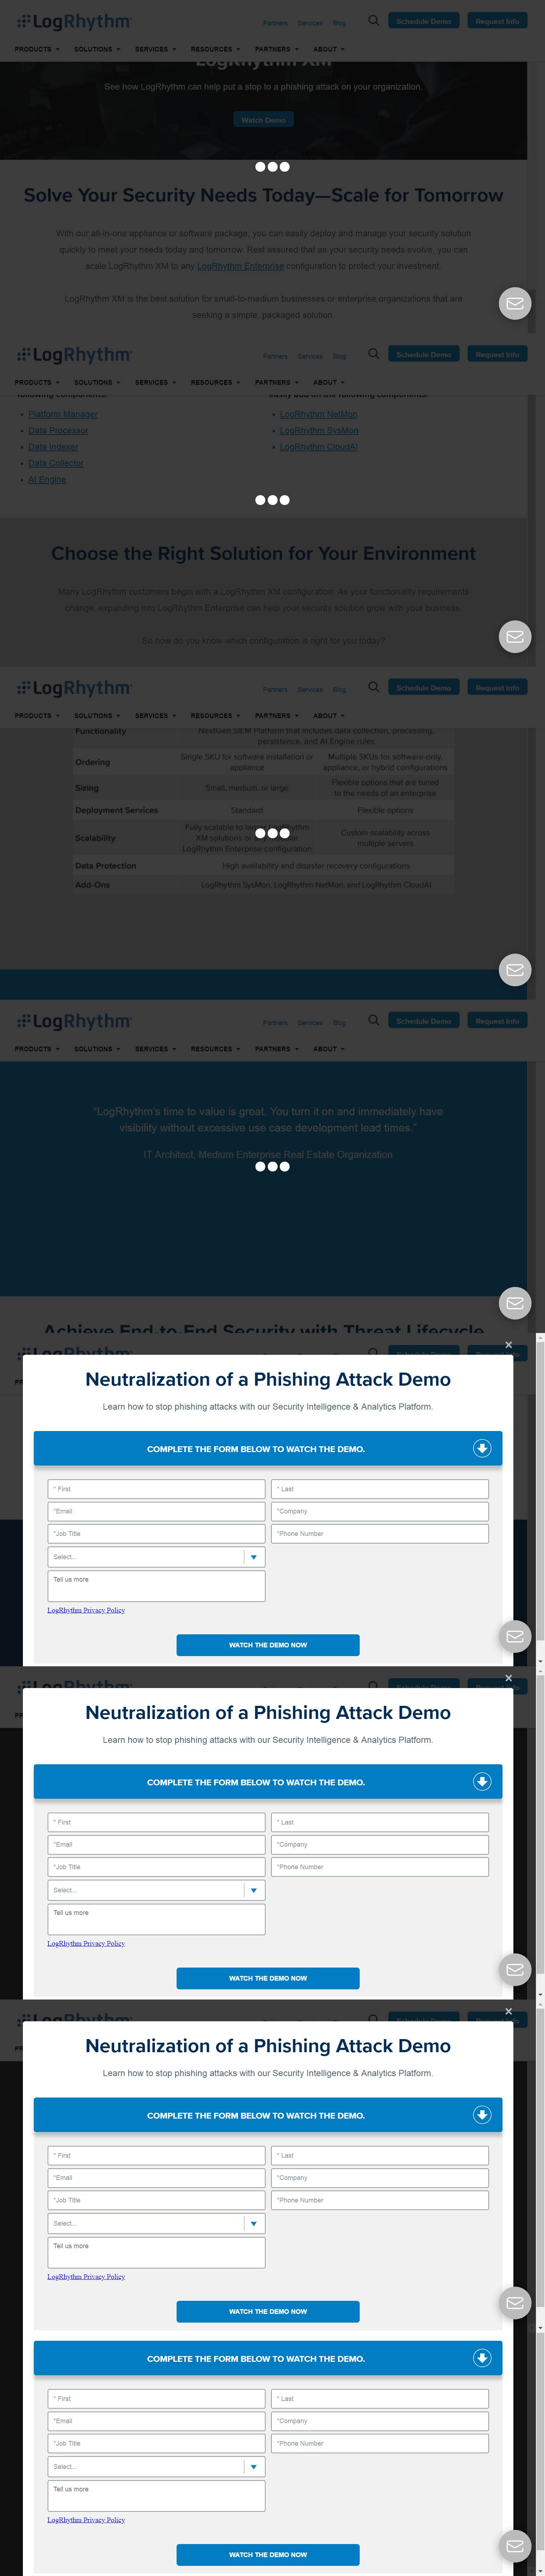 LogRhythm
Partners Services Blog Schedule Demo Request Info
PRODUCTS SOLUTIONS SERVICES RESOURCES PARTNERS ABOUT
LogRhythm XM
See how LogRhythm can help put a stop to a phishing attack on your organization.
Watch Demo
Solve Your Security Needs Today—Scale for Tomorrow
With our all-in-one appliance or software package, you can easily deploy and manage your security solution
quickly to meet your needs today and tomorrow. Rest assured that as your security needs evolve, you can
scale LogRhythm XM to any LogRhythm Enterprise configuration to protect your investment.
LogRhythm XM is the best solution for small-to-medium businesses or enterprise organizations that are
seeking a simple, packaged solution.
LogRhythm
Partners Services Blog Schedule Demo Request Info
PRODUCTS SOLUTIONS SERVICES RESOURCES PARTNERS ABOUT
following components: easily add on the following components:
Platform Manager
Data Processor
Data Indexer
Data Collector
AI Engine
LogRhythm NetMon
LogRhythm SysMon
LogRhythm CloudAI
Choose the Right Solution for Your Environment
Many LogRhythm customers begin with a LogRhythm XM configuration. As your functionality requirements
change, expanding into LogRhythm Enterprise can help your security solution grow with your business.
So how do you know which configuration is right for you today?
LogRhythm
Partners Services Blog Schedule Demo Request Info
PRODUCTS SOLUTIONS SERVICES RESOURCES PARTNERS ABOUT
Functionality
NextGen SIEM Platform that includes data collection, processing,
persistence, and AI Engine rules
Ordering
Single SKU for software installation or
appliance
Multiple SKUs for software-only,
appliance, or hybrid configurations
Sizing
Small, medium, or large
Flexible options that are tuned
to the needs of an enterprise
Deployment Services
Standard
Flexible options
Scalability
Fully scalable to larger LogRhythm
XM solutions or
LogRhythm Enterprise configuration
Custom scalability across
multiple servers
Data Protection
High availability and disaster recovery configurations
Add-Ons
LogRhythm SysMon, LogRhythm NetMon, and LogRhythm CloudAI
LogRhythm
Partners Services Blog Schedule Demo Request Info
PRODUCTS SOLUTIONS SERVICES RESOURCES PARTNERS ABOUT
"LogRhythm's time to value is great. You turn it on and immediately have
visibility without excessive use case development lead times."
IT Architect, Medium Enterprise Real Estate Organization
Achieve End-to-End Security with Threat Lifecycle
×
Neutralization of a Phishing Attack Demo
Learn how to stop phishing attacks with our Security Intelligence & Analytics Platform.
COMPLETE THE FORM BELOW TO WATCH THE DEMO.
* First * Last
*Email *Company
*Job Title *Phone Number
Select...
Tell us more
LogRhythm Privacy Policy
WATCH THE DEMO NOW
×
Neutralization of a Phishing Attack Demo
Learn how to stop phishing attacks with our Security Intelligence & Analytics Platform.
COMPLETE THE FORM BELOW TO WATCH THE DEMO.
* First * Last
*Email *Company
*Job Title *Phone Number
Select...
Tell us more
LogRhythm Privacy Policy
WATCH THE DEMO NOW
×
Neutralization of a Phishing Attack Demo
Learn how to stop phishing attacks with our Security Intelligence & Analytics Platform.
COMPLETE THE FORM BELOW TO WATCH THE DEMO.
* First * Last
*Email *Company
*Job Title *Phone Number
Select...
Tell us more
LogRhythm Privacy Policy
WATCH THE DEMO NOW
COMPLETE THE FORM BELOW TO WATCH THE DEMO.
* First * Last
*Email *Company
*Job Title *Phone Number
Select...
Tell us more
LogRhythm Privacy Policy
WATCH THE DEMO NOW